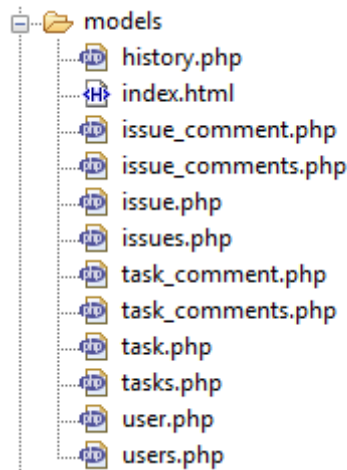 models
history.php
index.html
issue_comment.php
issue_comments.php
issue.php
issues.php
task_comment.php
task_comments.php
task.php
tasks.php
user.php
users.php